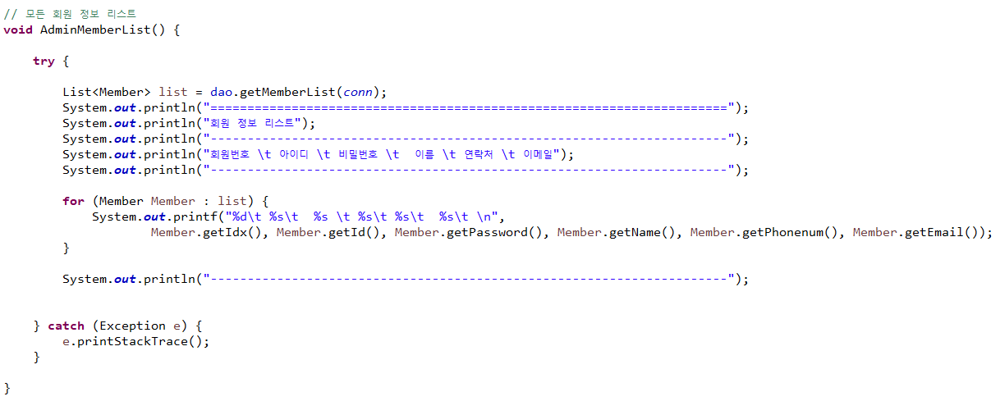 // 모든 회원 정보 리스트
void AdminMemberList() {
try {
List<Member> list = dao.getMemberList(conn);
System.out.println("======================================================================");
System.out.println("회원 정보 리스트");
System.out.println("----------------------------------------------------------------------");
System.out.println("회원번호 \t 아이디 \t 비밀번호 \t  이름 \t 연락처 \t 이메일");
System.out.println("----------------------------------------------------------------------");
for (Member Member : list) {
System.out.printf("%d\t %s\t  %s \t %s\t %s\t  %s\t \n",
Member.getIdx(), Member.getId(), Member.getPassword(), Member.getName(), Member.getPhonenum(), Member.getEmail());
}
System.out.println("----------------------------------------------------------------------");
} catch (Exception e) {
e.printStackTrace();
}
}